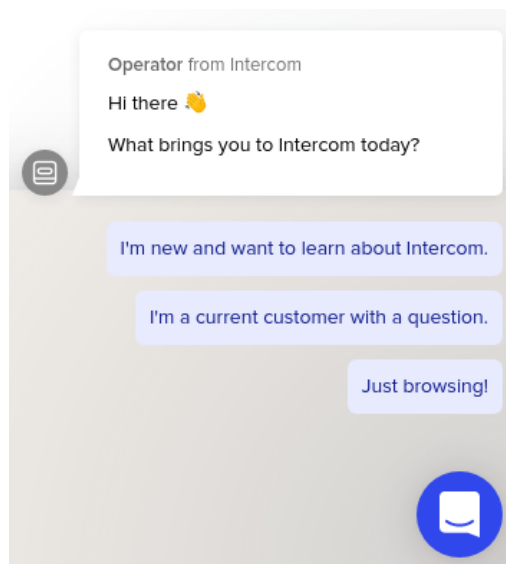 Operator from Intercom
Hi there 👋
What brings you to Intercom today?
I'm new and want to learn about Intercom.
I'm a current customer with a question.
Just browsing!